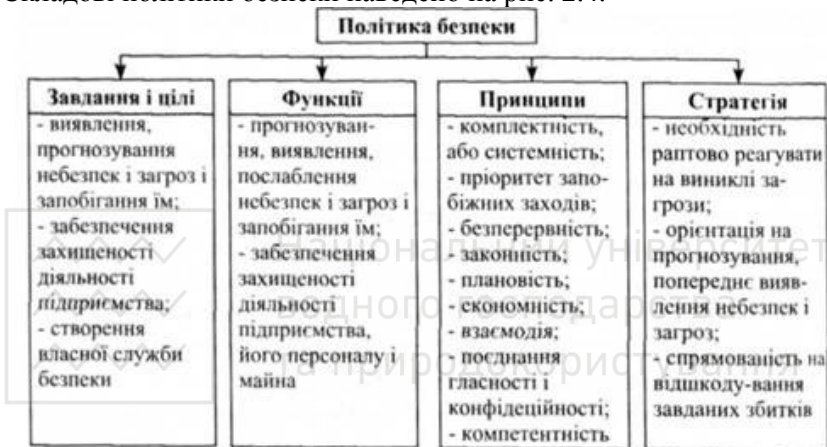 Складові політики безпеки наведено на рис. 2.4.
Політика безпеки
Завдання і цілі
- виявлення,
прогнозування
небезпек і загроз і
запобігання їм;
- забезпечення
захищеності
діяльності
підприємства;
- створення
власної служби
безпеки
Функції
- прогнозуван-
ня, виявлення,
послаблення
небезпек і загроз і
запобігання їм;
- забезпечення
захищеності
діяльності
підприємства,
його персоналу і
майна
Принципи
- комплектність,
або системність;
- пріоритет запо-
біжних заходів;
- безперервність;
- законність;
- плановість;
- економність;
- взаємодія;
- поєднання
гласності і
конфідеційності;
- компетентність
Стратегія
- необхідність
раптово реагувати
на виниклі за-
грози;
- орієнтація на
прогнозування,
попереднє вияв-
лення небезпек і
загроз;
- спрямованість на
відшкоду-вання
завданих збитків
Національний університет
водного господарства
та природокористування